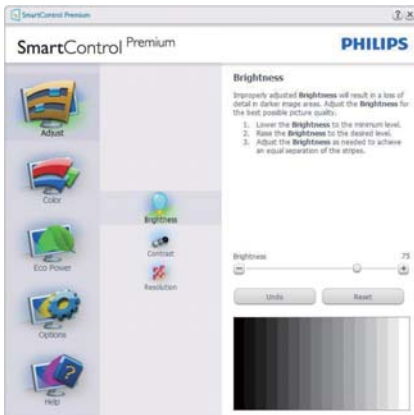 SmartControl Premium
SmartControl Premium
PHILIPS
Adjust
Color
Eco Power
Options
Help
Brightness
Contrast
Resolution
Brightness
Improperly adjusted Brightness will result in a loss of
detail in darker image areas. Adjust the Brightness for
the best possible picture quality.
1. Lower the Brightness to the minimum level.
2. Raise the Brightness to the desired level.
3. Adjust the Brightness as needed to achieve
an equal separation of the stripes.
Brightness 75
Undo Reset